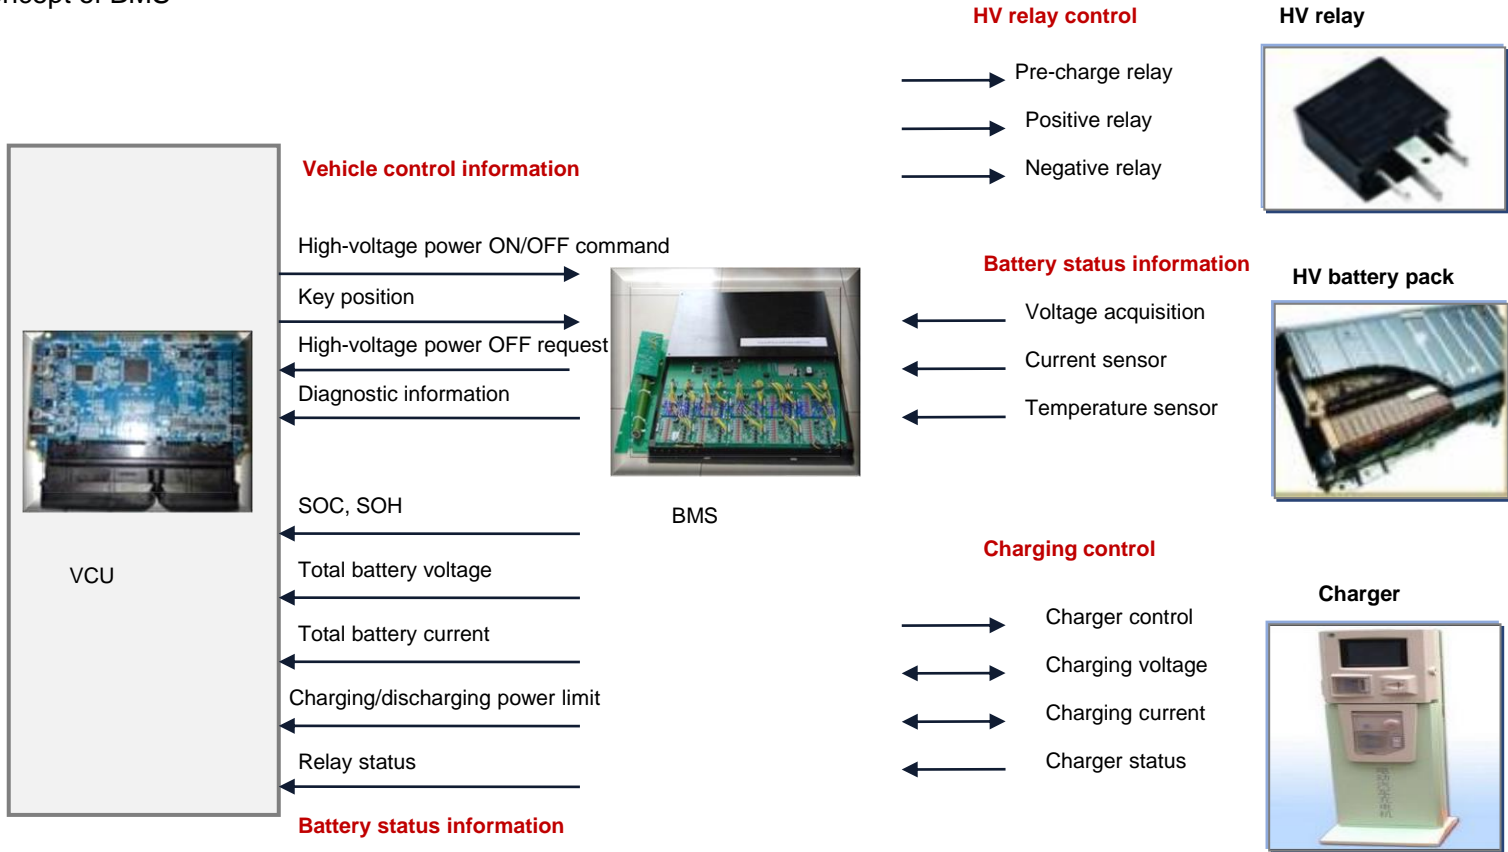 of BMS
HV relay control
HV relay
Pre-charge relay
Positive relay
Negative relay
Vehicle control information
High-voltage power ON/OFF command
Key position
High-voltage power OFF request
Diagnostic information
SOC, SOH
Total battery voltage
Total battery current
Charging/discharging power limit
Relay status
Battery status information
VCU
BMS
Battery status information
HV battery pack
Voltage acquisition
Current sensor
Temperature sensor
Charging control
Charger
Charger control
Charging voltage
Charging current
Charger status